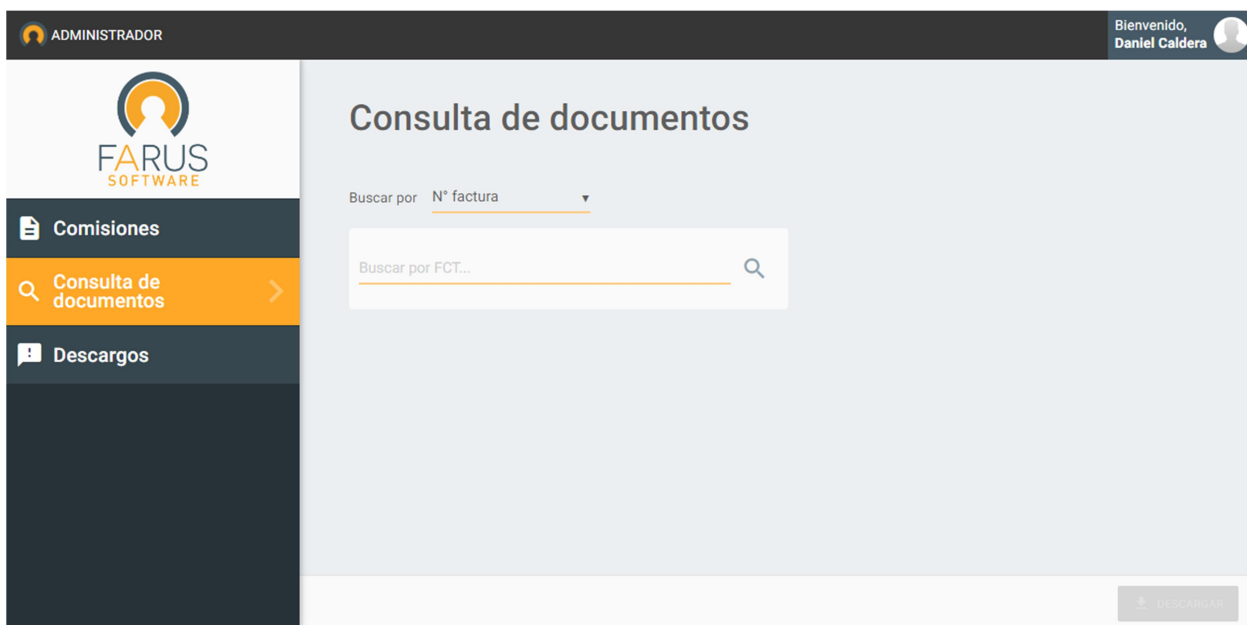 ADMINISTRADOR
Bienvenido,
Daniel Caldera
FARUS
SOFTWARE
Comisiones
Consulta de
documentos
Descargos
Consulta de documentos
Buscar por N° factura
Buscar por FCT...
DESCARGAR